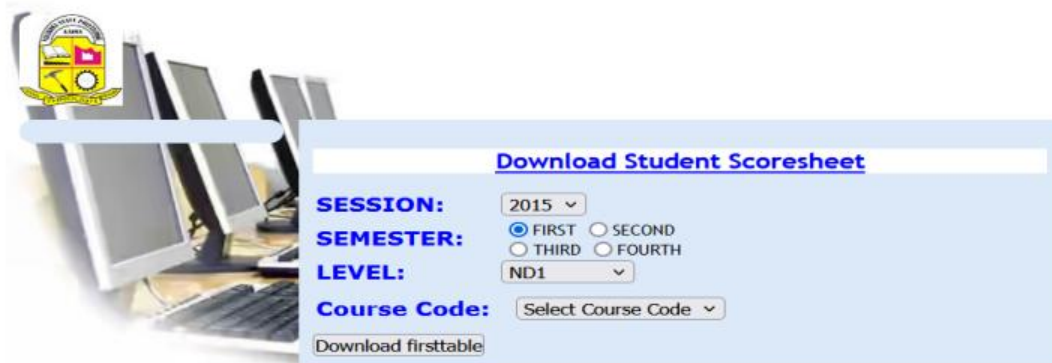 Download Student Scoresheet
SESSION: 2015
SEMESTER: FIRST SECOND
THIRD FOURTH
LEVEL: ND1
Course Code: Select Course Code
Download firsttable